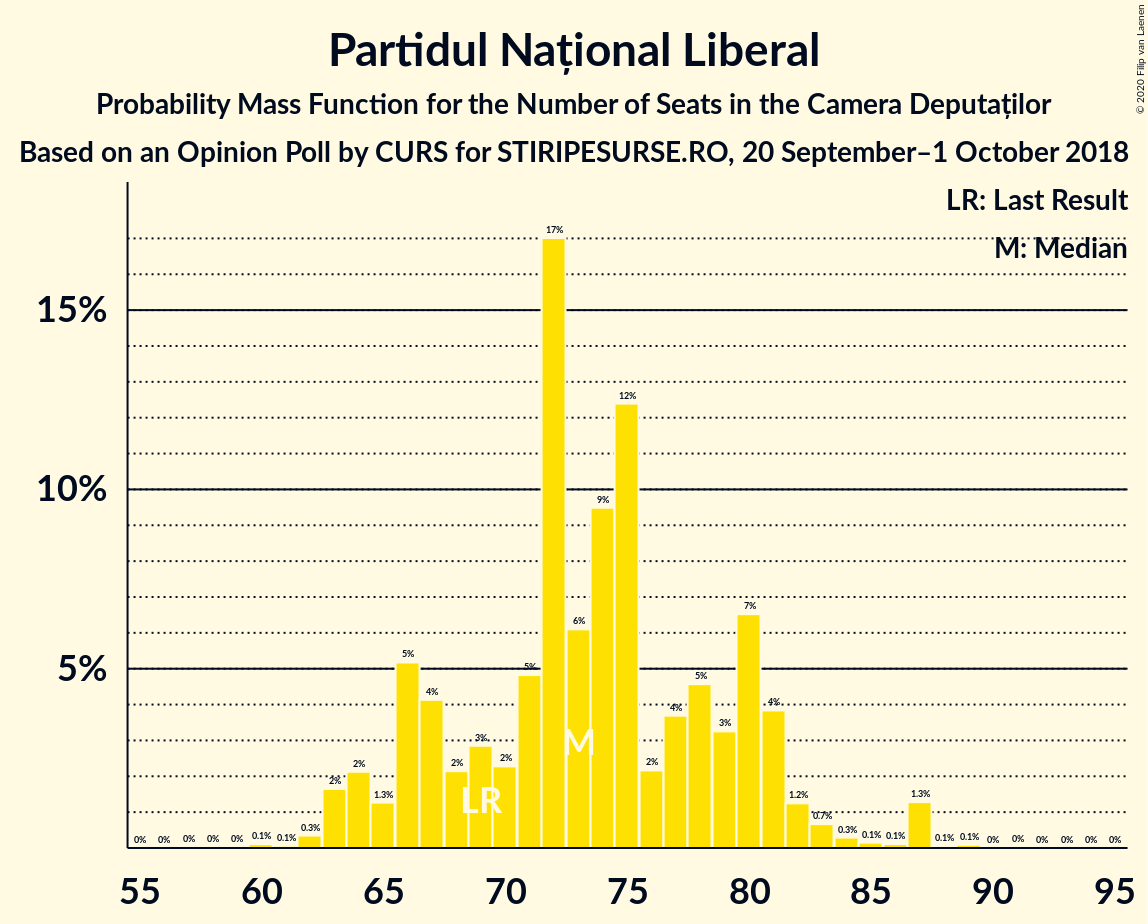 Partidul Național Liberal
Probability Mass Function for the Number of Seats in the Camera Deputaților
Based on an Opinion Poll by CURS for STIRIPESURSE.RO, 20 September–1 October 2018
© 2020 Filip van Laenen
LR: Last Result
M: Median
15%
10%
5%
0% 0% 0% 0% 0% 0.1% 0.1% 0.3% 2% 2% 1.3% 5% 4% 2% 3% 2% 5% 17% 6% 9% 12% 2% 4% 5% 3% 7% 4% 1.2% 0.7% 0.3% 0.1% 0.1% 1.3% 0.1% 0.1% 0% 0% 0% 0% 0% 0%
LR
M
55 60 65 70 75 80 85 90 95